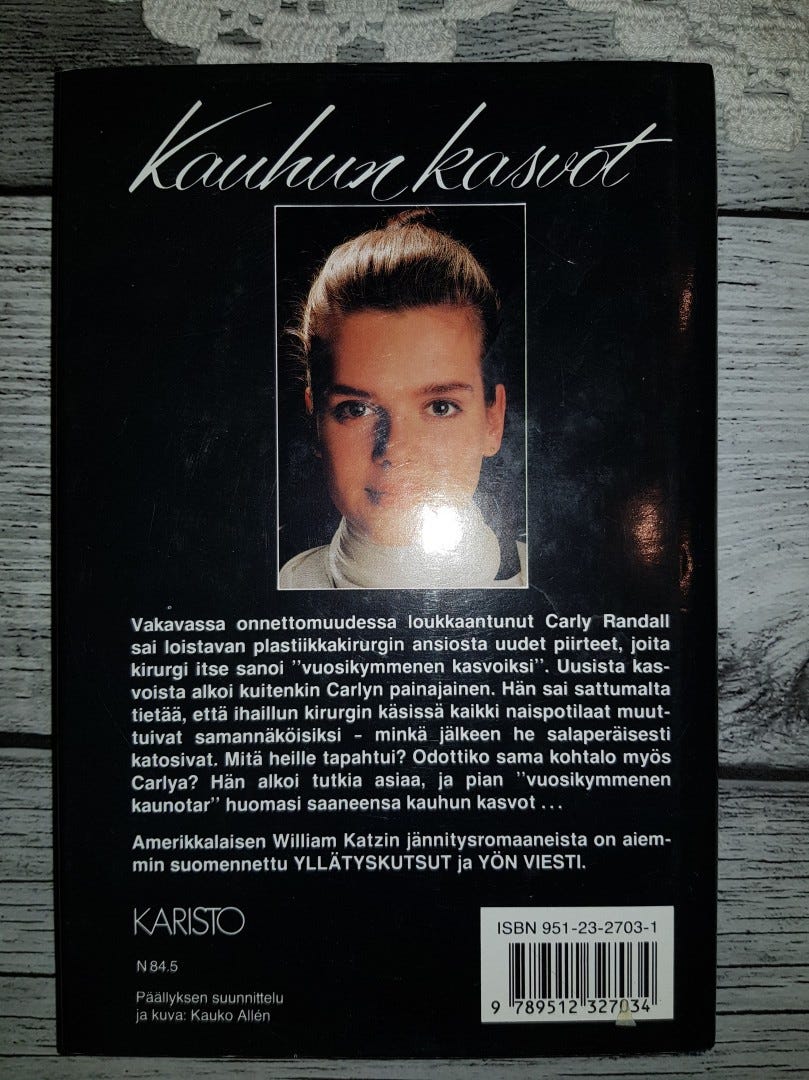 Kauhun kasvot
Vakavassa onnettomuudessa loukkaantunut Carly Randall
sai loistavan plastiikkakirurgin ansiosta uudet piirteet, joita
kirurgi itse sanoi ”vuosikymmenen kasvoiksi”. Uusista kas-
voista alkoi kuitenkin Carlyn painajainen. Hän sai sattumalta
tietää, että ihaillun kirurgin käsissä kaikki naispotilaat muut-
tuivat samannäköisiksi – minkä jälkeen he salaperäisesti
katosivat. Mitä heille tapahtui? Odottiko sama kohtalo myös
Carlya? Hän alkoi tutkia asiaa, ja pian ”vuosikymmenen
kaunotar” huomasi saaneensa kauhun kasvot ...
Amerikkalaisen William Katzin jännitysromaaneista on aiem-
min suomennettu YLLÄTYSKUTSUT ja YÖN VIESTI.
KARISTO
N 84.5
Päällyksen suunnittelu
ja kuva: Kauko Allén
ISBN 951-23-2703-1
9 789512 327034